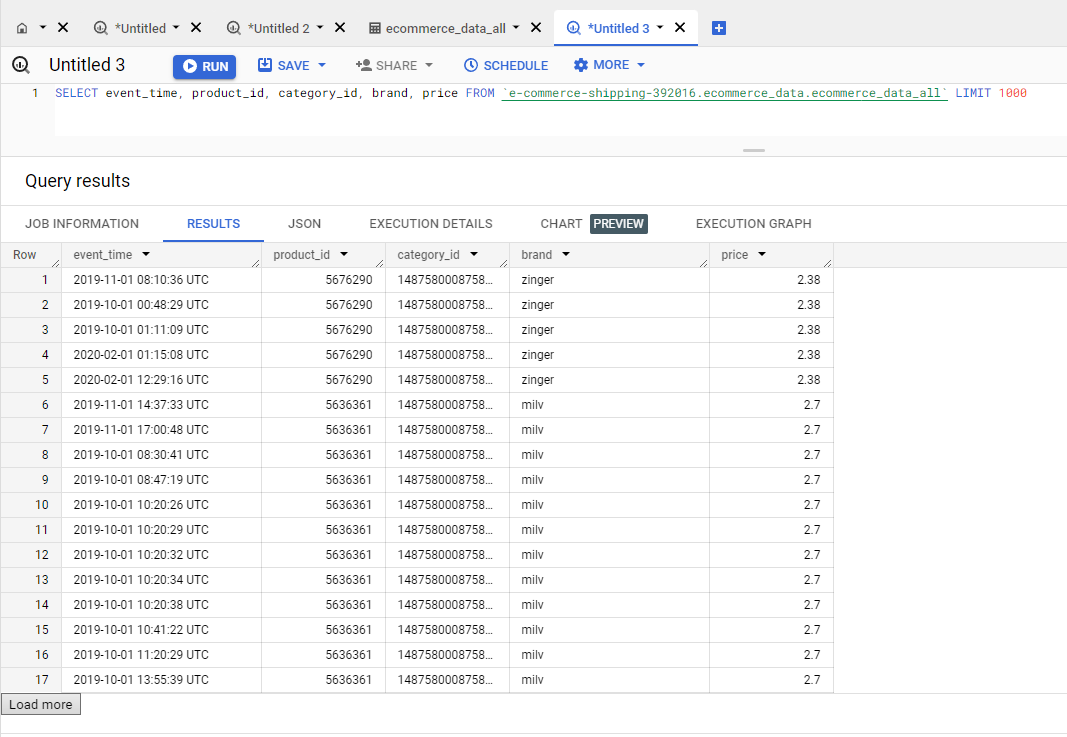 *Untitled *Untitled 2 ecommerce_data_all *Untitled 3
Untitled 3 RUN SAVE SHARE SCHEDULE MORE
1 SELECT event_time, product_id, category_id, brand, price FROM `e-commerce-shipping-392016.ecommerce_data.ecommerce_data_all` LIMIT 1000
Query results
JOB INFORMATION RESULTS JSON EXECUTION DETAILS CHART PREVIEW EXECUTION GRAPH
Row event_time product_id category_id brand price
1 2019-11-01 08:10:36 UTC 5676290 1487580008758... zinger 2.38
2 2019-10-01 00:48:29 UTC 5676290 1487580008758... zinger 2.38
3 2019-10-01 01:11:09 UTC 5676290 1487580008758... zinger 2.38
4 2020-02-01 01:15:08 UTC 5676290 1487580008758... zinger 2.38
5 2020-02-01 12:29:16 UTC 5676290 1487580008758... zinger 2.38
6 2019-11-01 14:37:33 UTC 5636361 1487580008758... milv 2.7
7 2019-11-01 17:00:48 UTC 5636361 1487580008758... milv 2.7
8 2019-10-01 08:30:41 UTC 5636361 1487580008758... milv 2.7
9 2019-10-01 08:47:19 UTC 5636361 1487580008758... milv 2.7
10 2019-10-01 10:20:26 UTC 5636361 1487580008758... milv 2.7
11 2019-10-01 10:20:29 UTC 5636361 1487580008758... milv 2.7
12 2019-10-01 10:20:32 UTC 5636361 1487580008758... milv 2.7
13 2019-10-01 10:20:34 UTC 5636361 1487580008758... milv 2.7
14 2019-10-01 10:20:38 UTC 5636361 1487580008758... milv 2.7
15 2019-10-01 10:41:22 UTC 5636361 1487580008758... milv 2.7
16 2019-10-01 11:20:29 UTC 5636361 1487580008758... milv 2.7
17 2019-10-01 13:55:39 UTC 5636361 1487580008758... milv 2.7
Load more